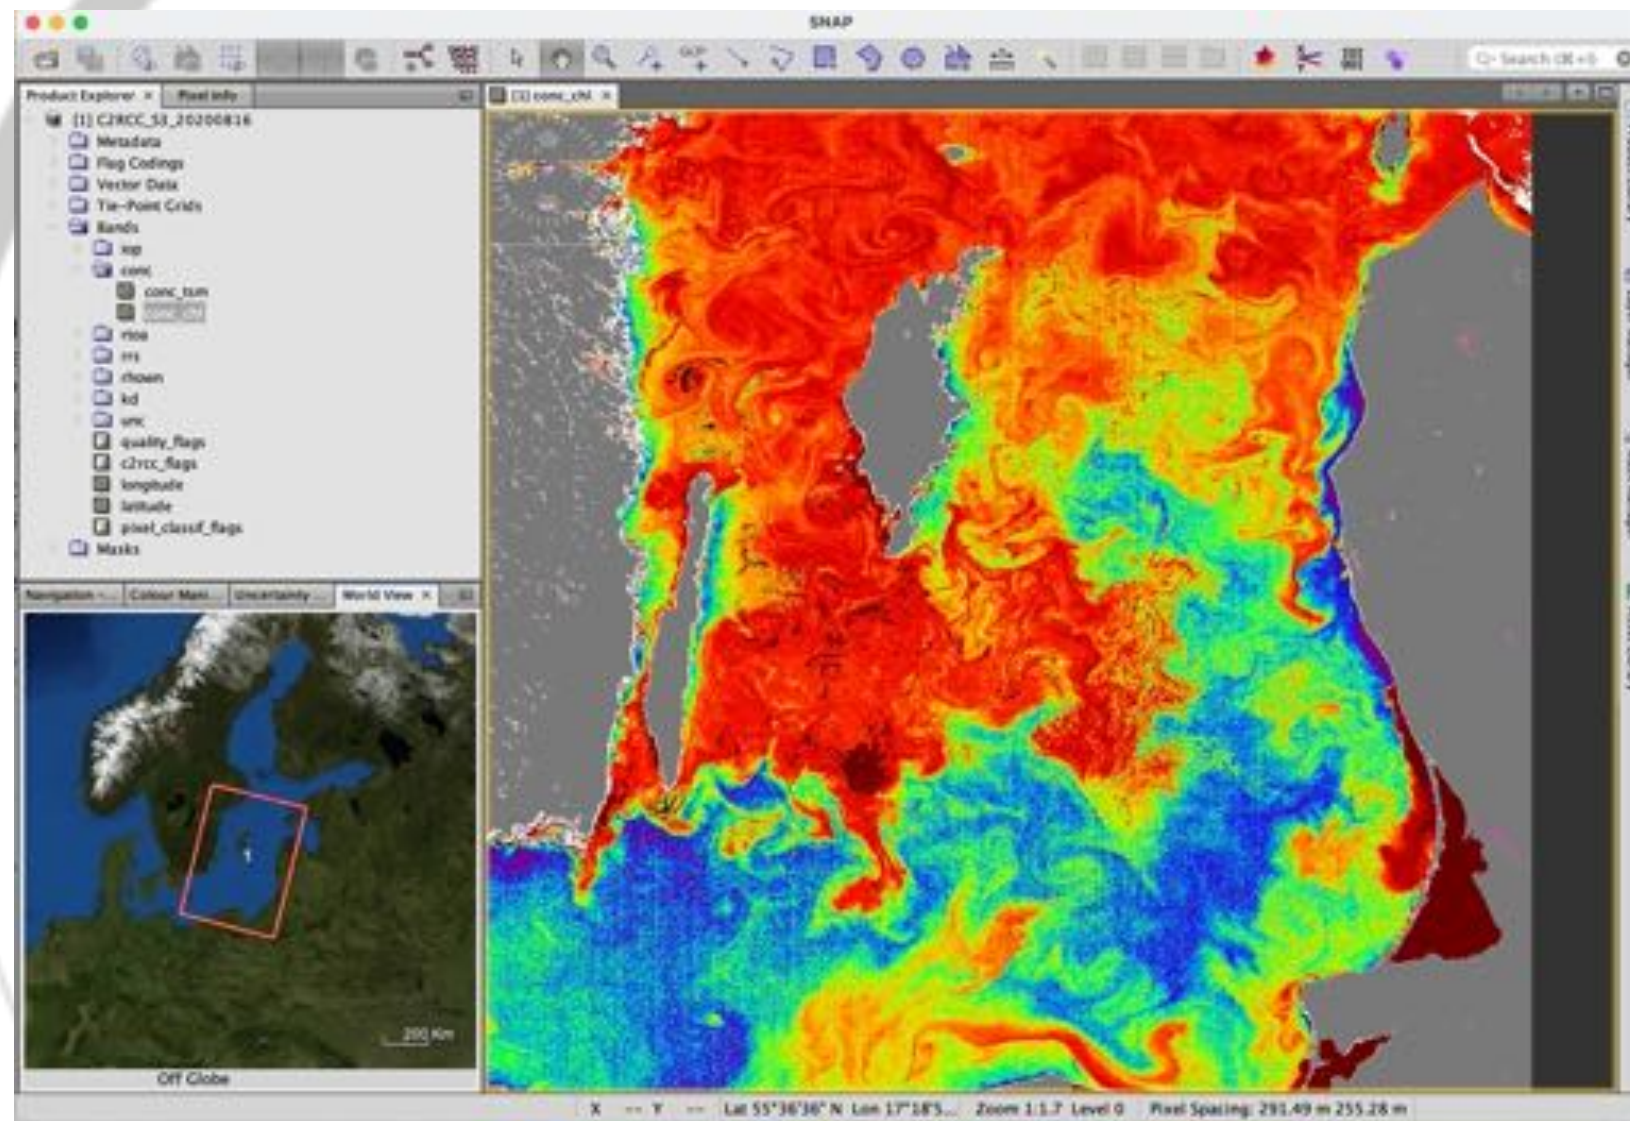 SNAP
Search (⌘+I)
Product Explorer × Pixel Info
[1] conc_chl ×
[1] C2RCC_S3_20200816
Metadata
Flag Codings
Vector Data
Tie-Point Grids
Bands
iop
conc
conc_tsm
conc_chl
rtoa
rrs
rhown
kd
unc
quality_flags
c2rcc_flags
longitude
latitude
pixel_classif_flags
Masks
Navigation -... Colour Mani... Uncertainty ... World View ×
1
200 Km
Off Globe
X -- Y -- Lat 55°36'36" N Lon 17°18'5... Zoom 1:1.7 Level 0 Pixel Spacing: 291.49 m 255.28 m